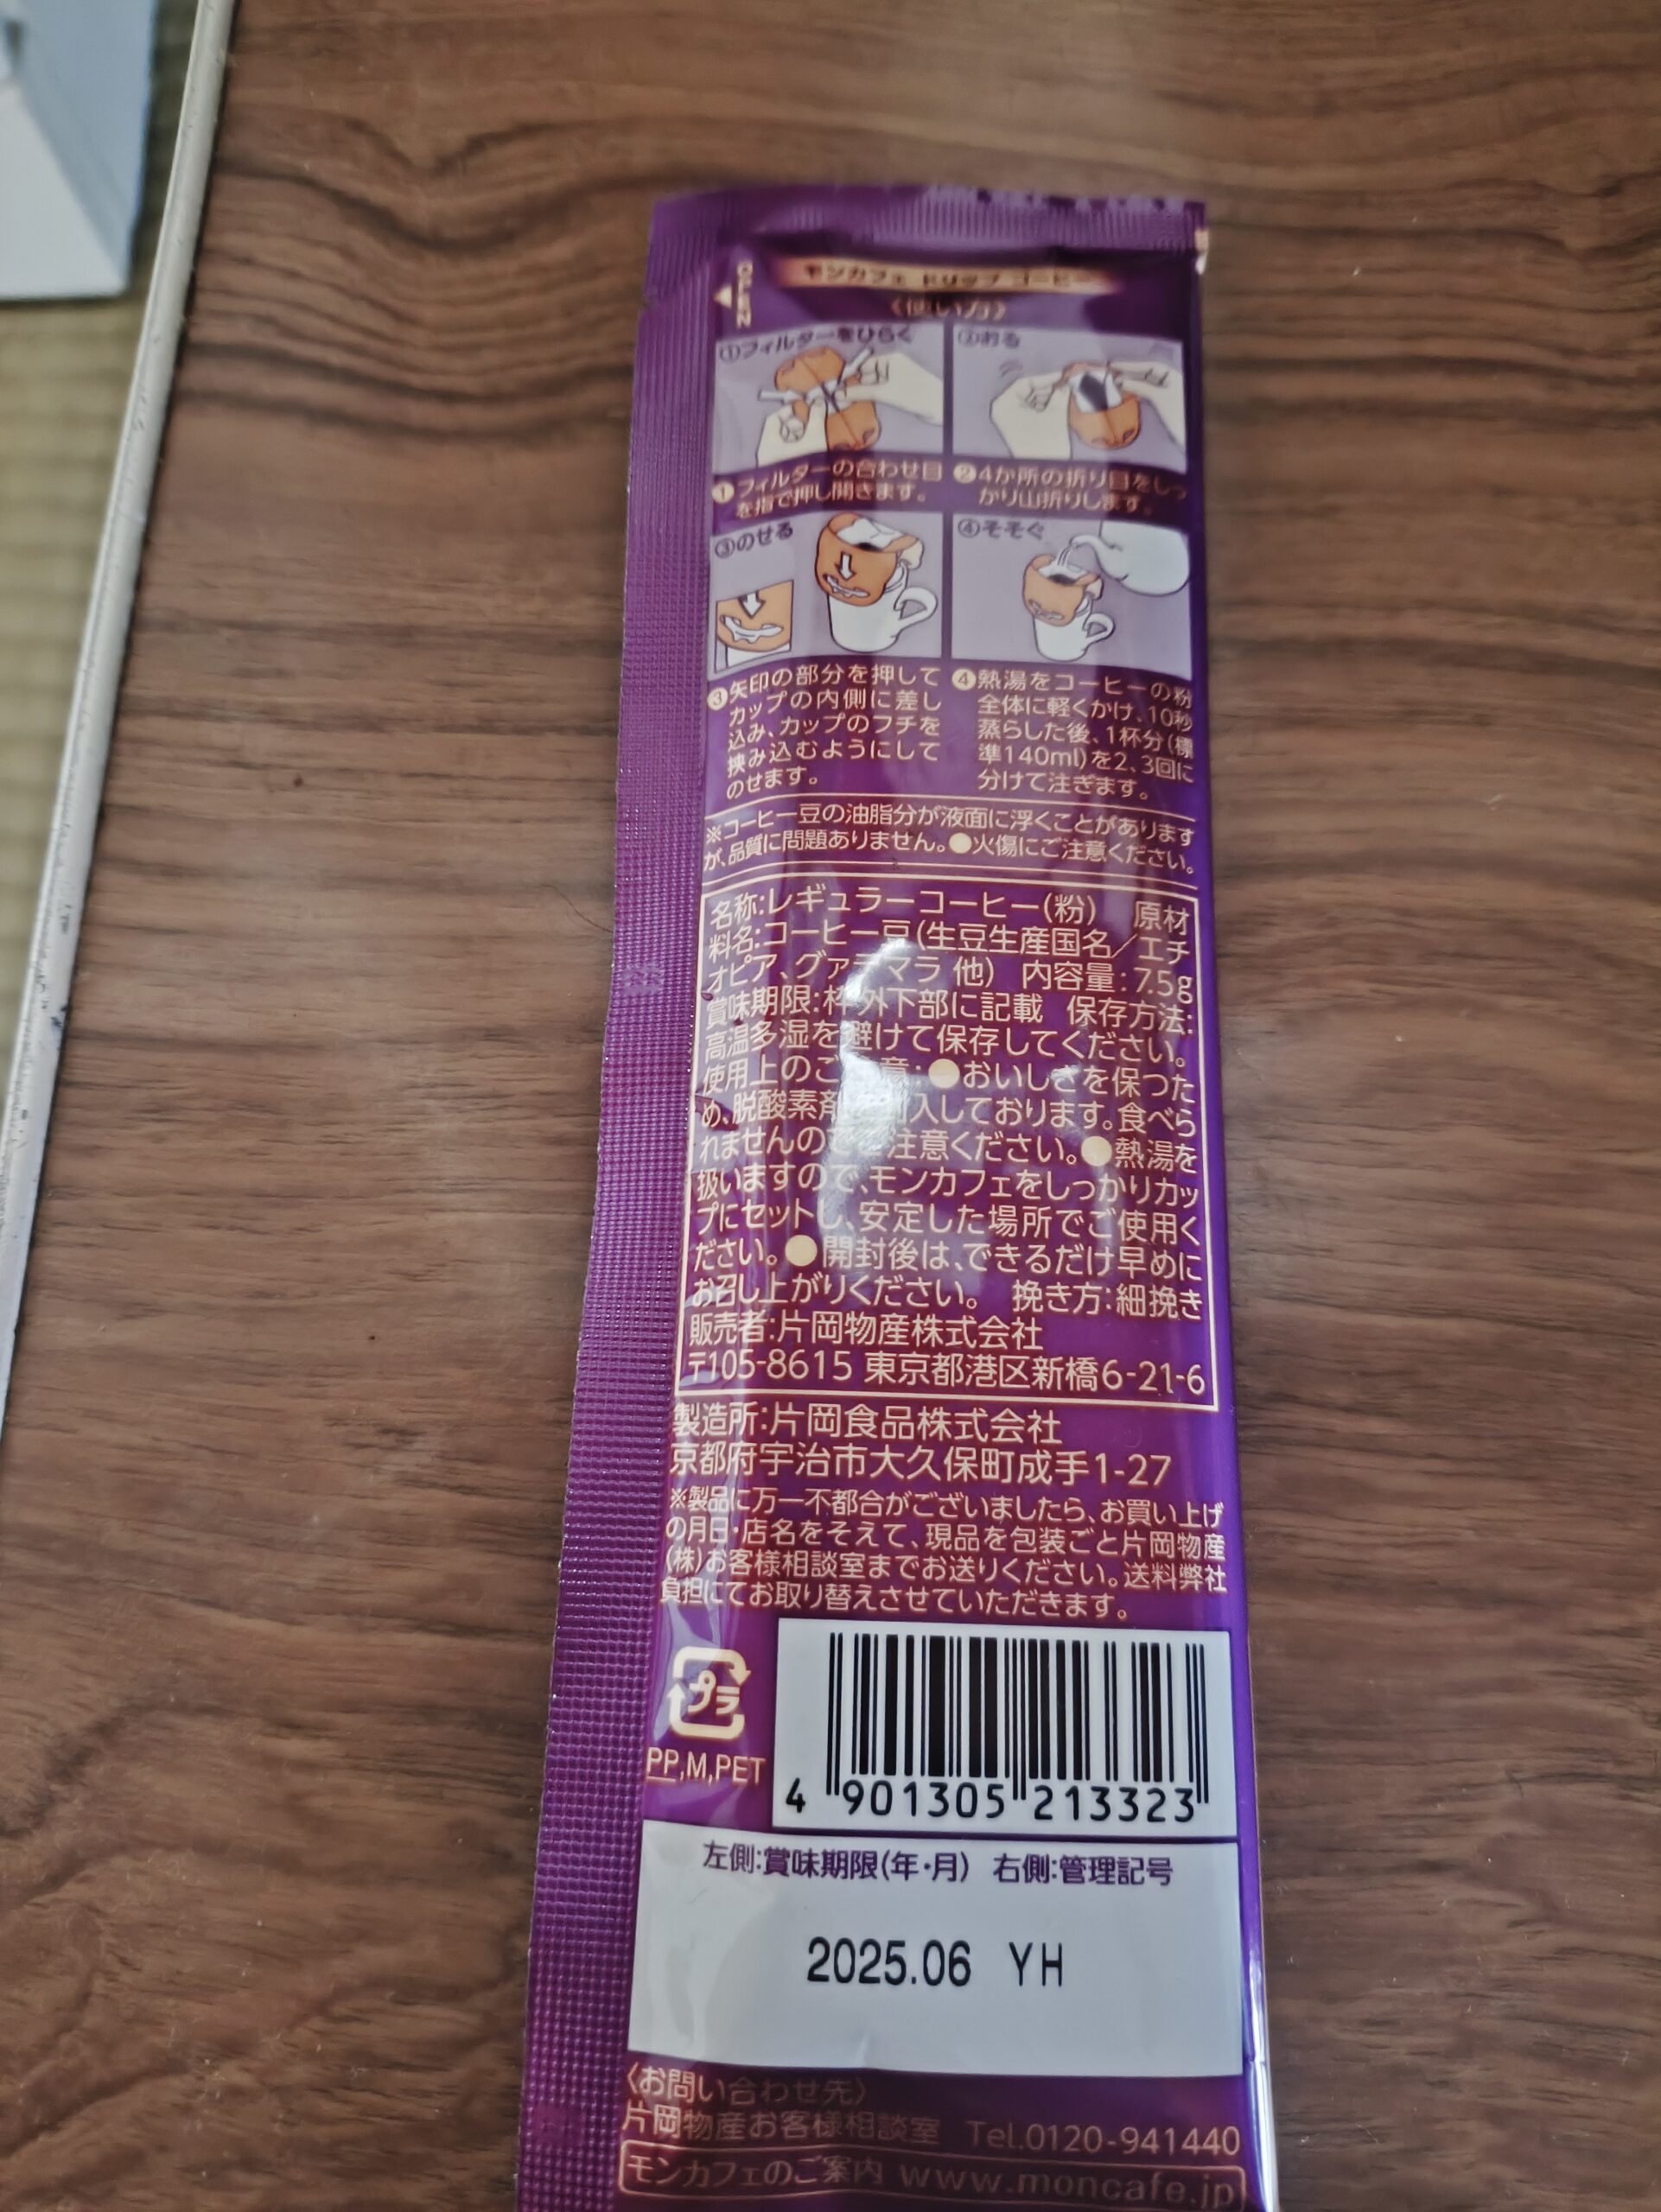 モンカフェ ドリップ コーヒー
《使い方》
①フィルターをひらく
②おる
❶フィルターの合わせ目
を指で押し開きます。
❷4か所の折り目をしっ
かり山折りします。
③のせる
④そそぐ
❸矢印の部分を押して
カップの内側に差し
込み、カップのフチを
挟み込むようにして
のせます。
❹熱湯をコーヒーの粉
全体に軽くかけ、10秒
蒸らした後、1杯分(標
準140ml)を2、3回に
分けて注ぎます。
※コーヒー豆の油脂分が液面に浮くことがあります
が、品質に問題ありません。●火傷にご注意ください。
名称:レギュラーコーヒー(粉) 原材
料名:コーヒー豆(生豆生産国名/エチ
オピア、グァテマラ 他) 内容量:7.5g
賞味期限:枠外下部に記載 保存方法:
高温多湿を避けて保存してください。
使用上のご注意:●おいしさを保つた
め、脱酸素剤 入しております。食べら
れませんので 注意ください。●熱湯を
扱いますので、モンカフェをしっかりカッ
プにセットし、安定した場所でご使用く
ださい。●開封後は、できるだけ早めに
お召し上がりください。 挽き方:細挽き
販売者:片岡物産株式会社
〒105-8615 東京都港区新橋6-21-6
製造所:片岡食品株式会社
京都府宇治市大久保町成手1-27
※製品に万一不都合がございましたら、お買い上げ
の月日・店名をそえて、現品を包装ごと片岡物産
(株)お客様相談室までお送りください。送料弊社
負担にてお取り替えさせていただきます。
プラ
PP,M,PET
4 901305 213323
左側:賞味期限(年・月) 右側:管理記号
2025.06 YH
〈お問い合わせ先〉
片岡物産お客様相談室 Tel.0120-941440
モンカフェのご案内 www.moncafe.jp